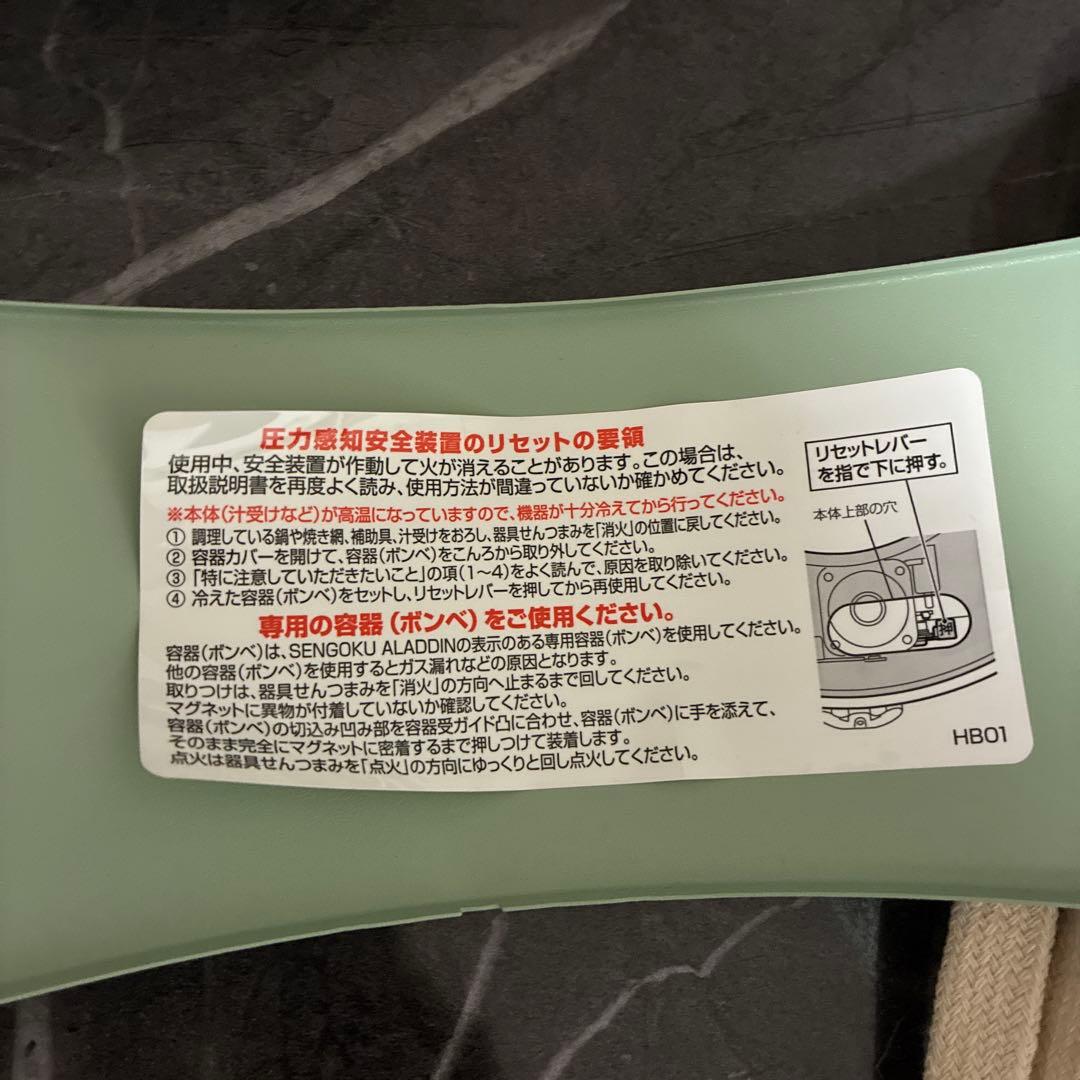 圧力感知安全装置のリセットの要領
使用中、安全装置が作動して火が消えることがあります。この場合は、
取扱説明書を再度よく読み、使用方法が間違っていないか確かめてください。
※本体(汁受けなど)が高温になっていますので、機器が十分冷えてから行ってください。
① 調理している鍋や焼き網、補助具、汁受けをおろし、器具せんつまみを「消火」の位置に戻してください。
② 容器カバーを開けて、容器(ボンベ)をこんろから取り外してください。
③ 「特に注意していただきたいこと」の項(1～4)をよく読んで、原因を取り除いてください。
④ 冷えた容器(ボンベ)をセットし、リセットレバーを押してから再使用してください。
専用の容器(ボンベ)をご使用ください。
容器(ボンベ)は、SENGOKU ALADDINの表示のある専用容器(ボンベ)を使用してください。
他の容器(ボンベ)を使用するとガス漏れなどの原因となります。
取りつけは、器具せんつまみを「消火」の方向へ止まるまで回してください。
マグネットに異物が付着していないか確認してください。
容器(ボンベ)の切込み凹み部を容器受ガイド凸に合わせ、容器(ボンベ)に手を添えて、
そのまま完全にマグネットに密着するまで押しつけて装着します。
点火は器具せんつまみを「点火」の方向にゆっくりと回し点火してください。
リセットレバー
を指で下に押す。
本体上部の穴
押
HB01